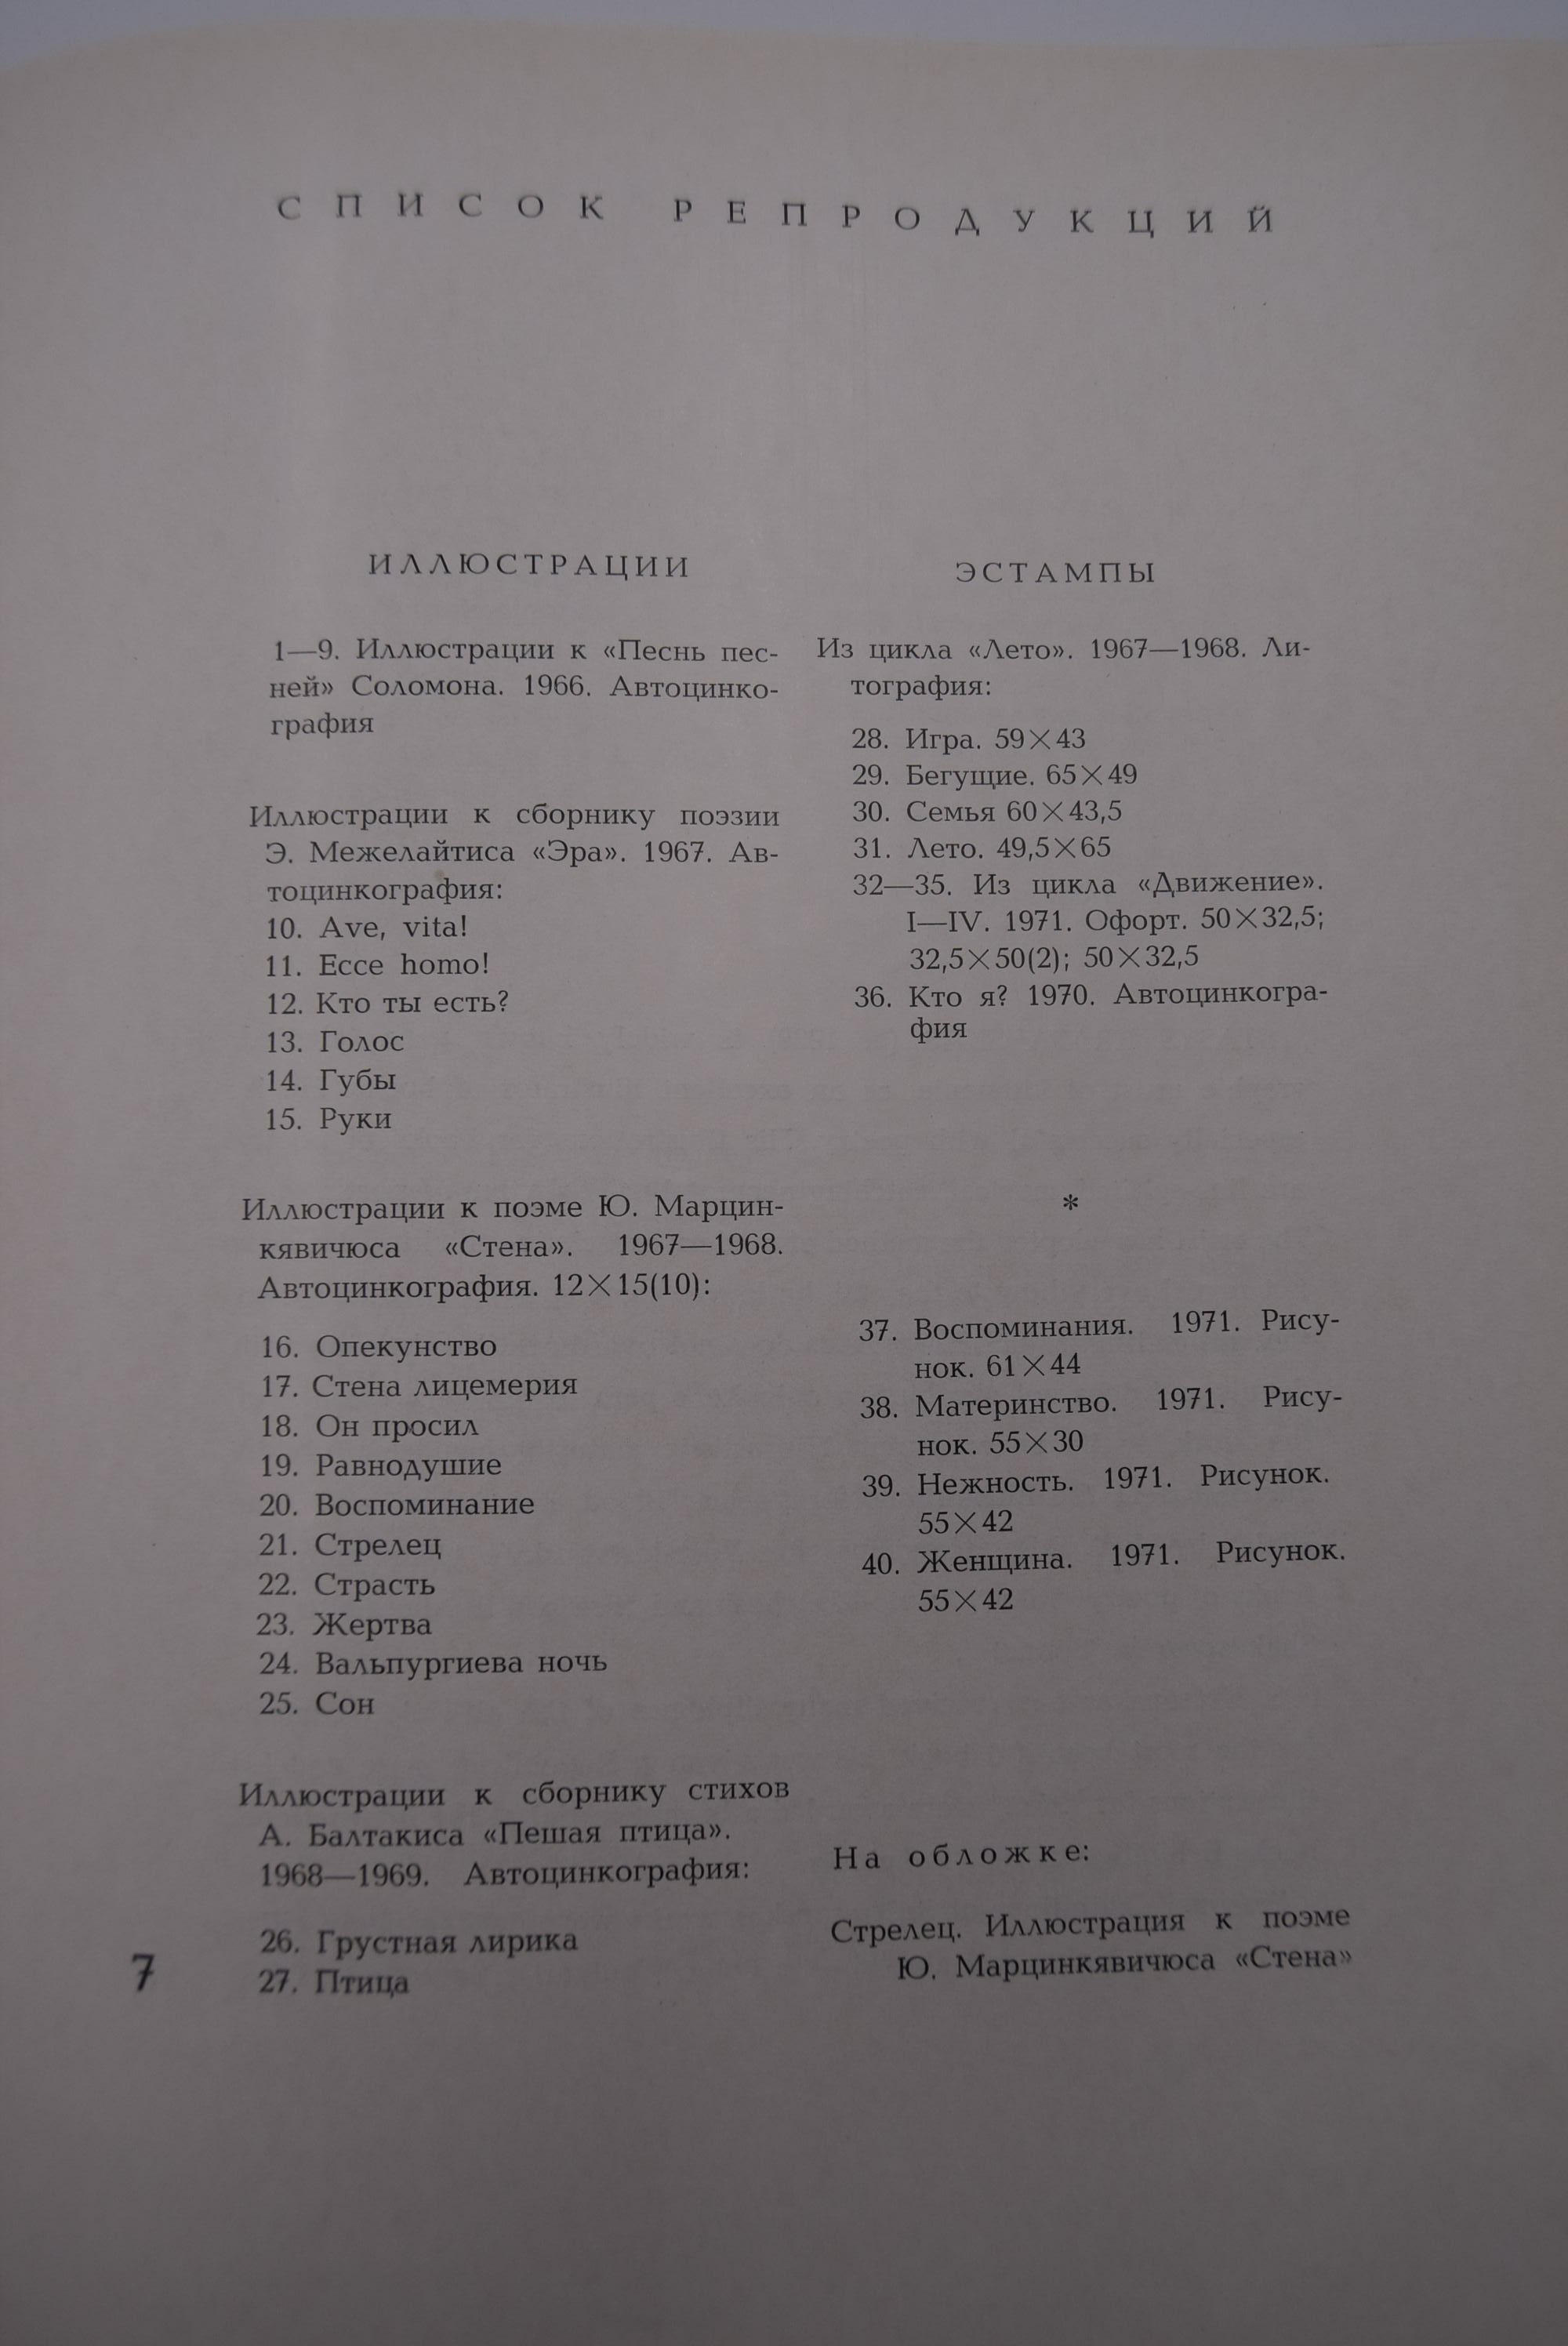 СПИСОК РЕПРОДУКЦИЙ
ИЛЛЮСТРАЦИИ
1—9. Иллюстрации к «Песнь пес-
ней» Соломона. 1966. Автоцинко-
графия
Иллюстрации к сборнику поэзии
Э. Межелайтиса «Эра». 1967. Ав-
тоцинкография:
10. Ave, vita!
11. Ecce homo!
12. Кто ты есть?
13. Голос
14. Губы
15. Руки
Иллюстрации к поэме Ю. Марцин-
кявичюса «Стена». 1967—1968.
Автоцинкография. 12×15(10):
16. Опекунство
17. Стена лицемерия
18. Он просил
19. Равнодушие
20. Воспоминание
21. Стрелец
22. Страсть
23. Жертва
24. Вальпургиева ночь
25. Сон
Иллюстрации к сборнику стихов
А. Балтакиса «Пешая птица».
1968—1969. Автоцинкография:
26. Грустная лирика
27. Птица
7
ЭСТАМПЫ
Из цикла «Лето». 1967—1968. Ли-
тография:
28. Игра. 59×43
29. Бегущие. 65×49
30. Семья 60×43,5
31. Лето. 49,5×65
32—35. Из цикла «Движение».
I—IV. 1971. Офорт. 50×32,5;
32,5×50(2); 50×32,5
36. Кто я? 1970. Автоцинкогра-
фия
*
37. Воспоминания. 1971. Рису-
нок. 61×44
38. Материнство. 1971. Рису-
нок. 55×30
39. Нежность. 1971. Рисунок.
55×42
40. Женщина. 1971. Рисунок.
55×42
На обложке:
Стрелец. Иллюстрация к поэме
Ю. Марцинкявичюса «Стена»